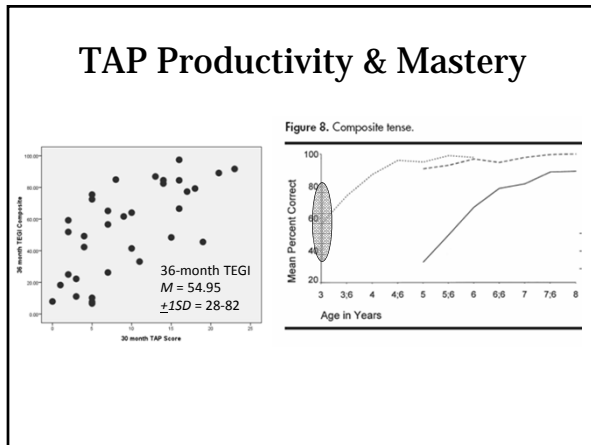 TAP Productivity & Mastery
36 month TEGI Composite
100.00
80.00
60.00
40.00
20.00
0.00
36-month TEGI
M = 54.95
+1SD = 28-82
0 5 10 15 20 25
30 month TAP Score
Figure 8. Composite tense.
Mean Percent Correct
100
80
60
40
20
3 3;6 4 4;6 5 5;6 6 6;6 7 7;6 8
Age in Years